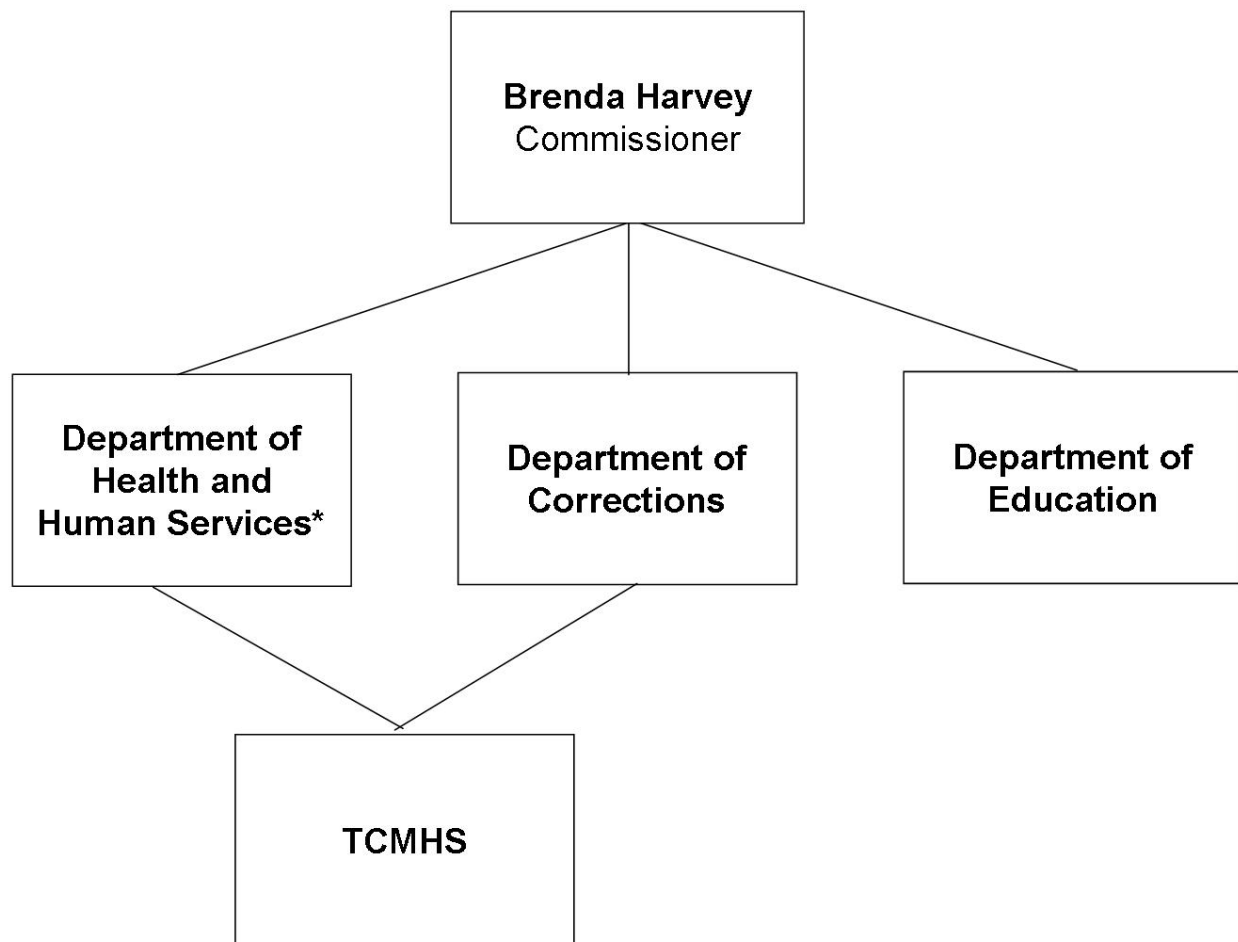 Brenda Harvey
Commissioner
Department of
Health and
Human Services*
Department of
Corrections
Department of
Education
TCMHS